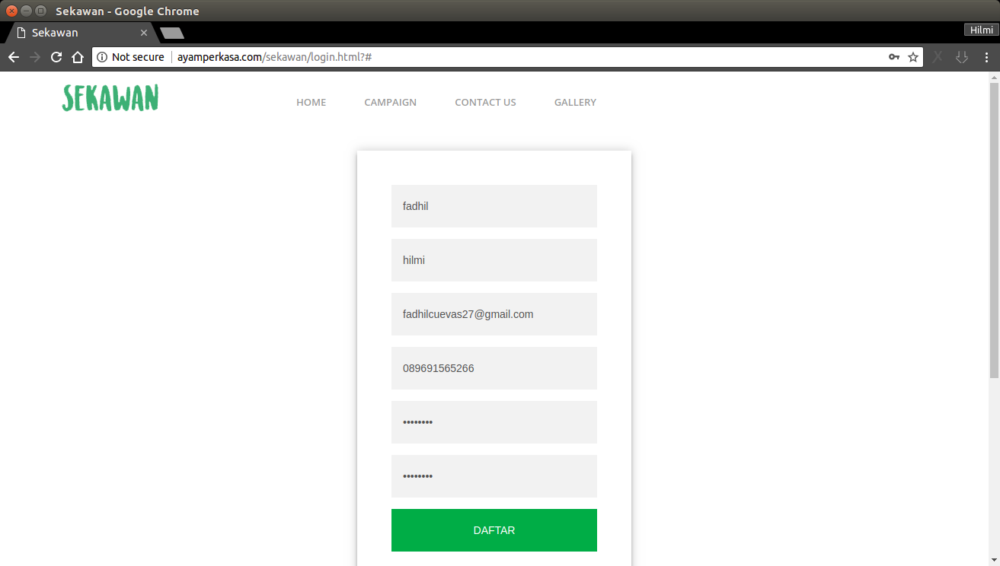 Sekawan - Google Chrome
Sekawan
Hilmi
Not secure ayamperkasa.com/sekawan/login.html?#
SEKAWAN HOME CAMPAIGN CONTACT US GALLERY
fadhil
hilmi
fadhilcuevas27@gmail.com
089691565266
••••••••
••••••••
DAFTAR